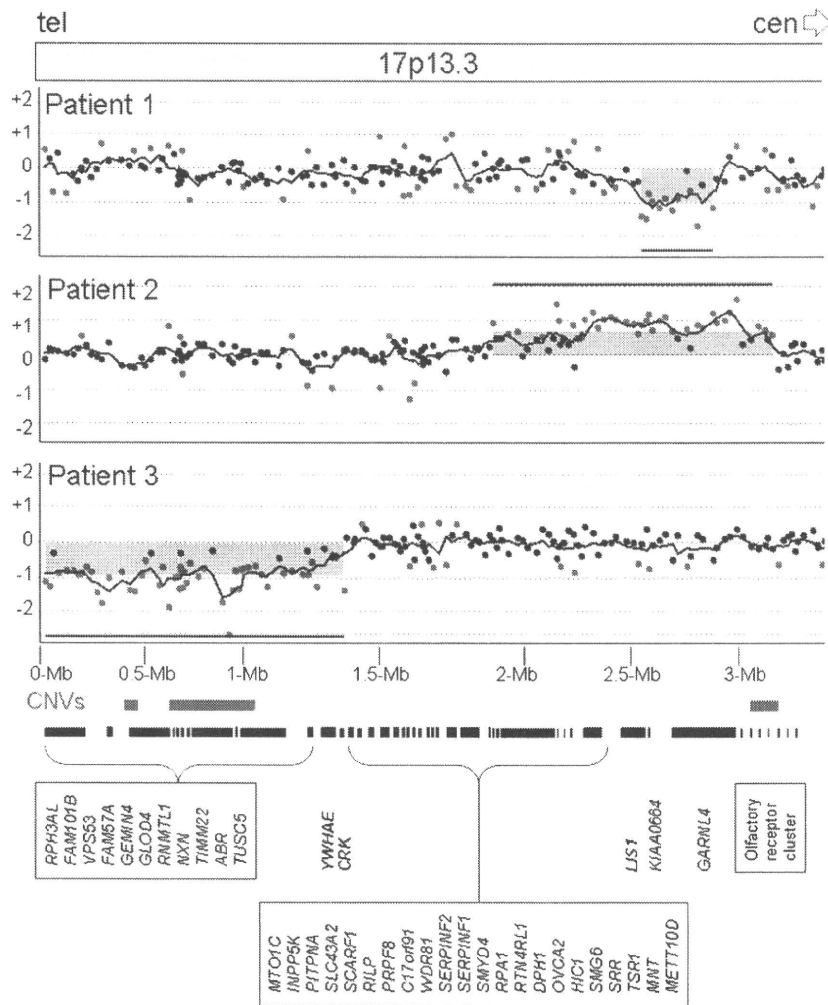 tel cen
17p13.3
Patient 1
+2
+1
0
-1
-2
Patient 2
+2
+1
0
-1
-2
Patient 3
+2
+1
0
-1
-2
0-Mb 0.5-Mb 1-Mb 1.5-Mb 2-Mb 2.5-Mb 3-Mb
CNVs
RPH3AL
FAM101B
VPS53
FAM57A
GEMIN4
GLOD4
RNMTL1
NXN
TIMM22
ABR
TUSC5
YWHAE
CRK
LIS1
KIAA0664
GARNL4
Olfactory
receptor
cluster
MTO1C
INPP5K
PITPNA
SLC43A2
SCARF1
RILP
PRPF8
C17orf91
WDR81
SERPINF2
SERPINF1
SMYD4
RPA1
RTN4RL1
DPH1
OVCA2
HIC1
SMG6
SRR
TSR1
MNT
METT10D